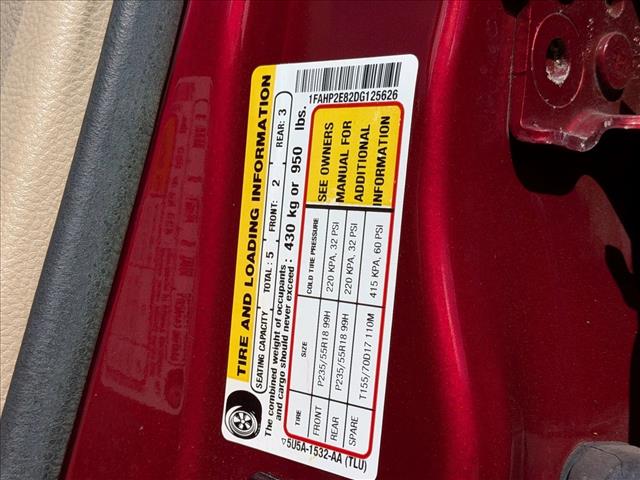 TIRE AND LOADING INFORMATION
1FAHP2E82DG125626
SEATING CAPACITY TOTAL: 5 FRONT: 2 REAR: 3
The combined weight of occupants
and cargo should never exceed: 430 kg or 950 lbs.
TIRE SIZE COLD TIRE PRESSURE
FRONT P235/55R18 99H 220 KPA, 32 PSI
REAR P235/55R18 99H 220 KPA, 32 PSI
SPARE T155/70D17 110M 415 KPA, 60 PSI
SEE OWNERS
MANUAL FOR
ADDITIONAL
INFORMATION
▽5U5A-1532-AA (TLU)